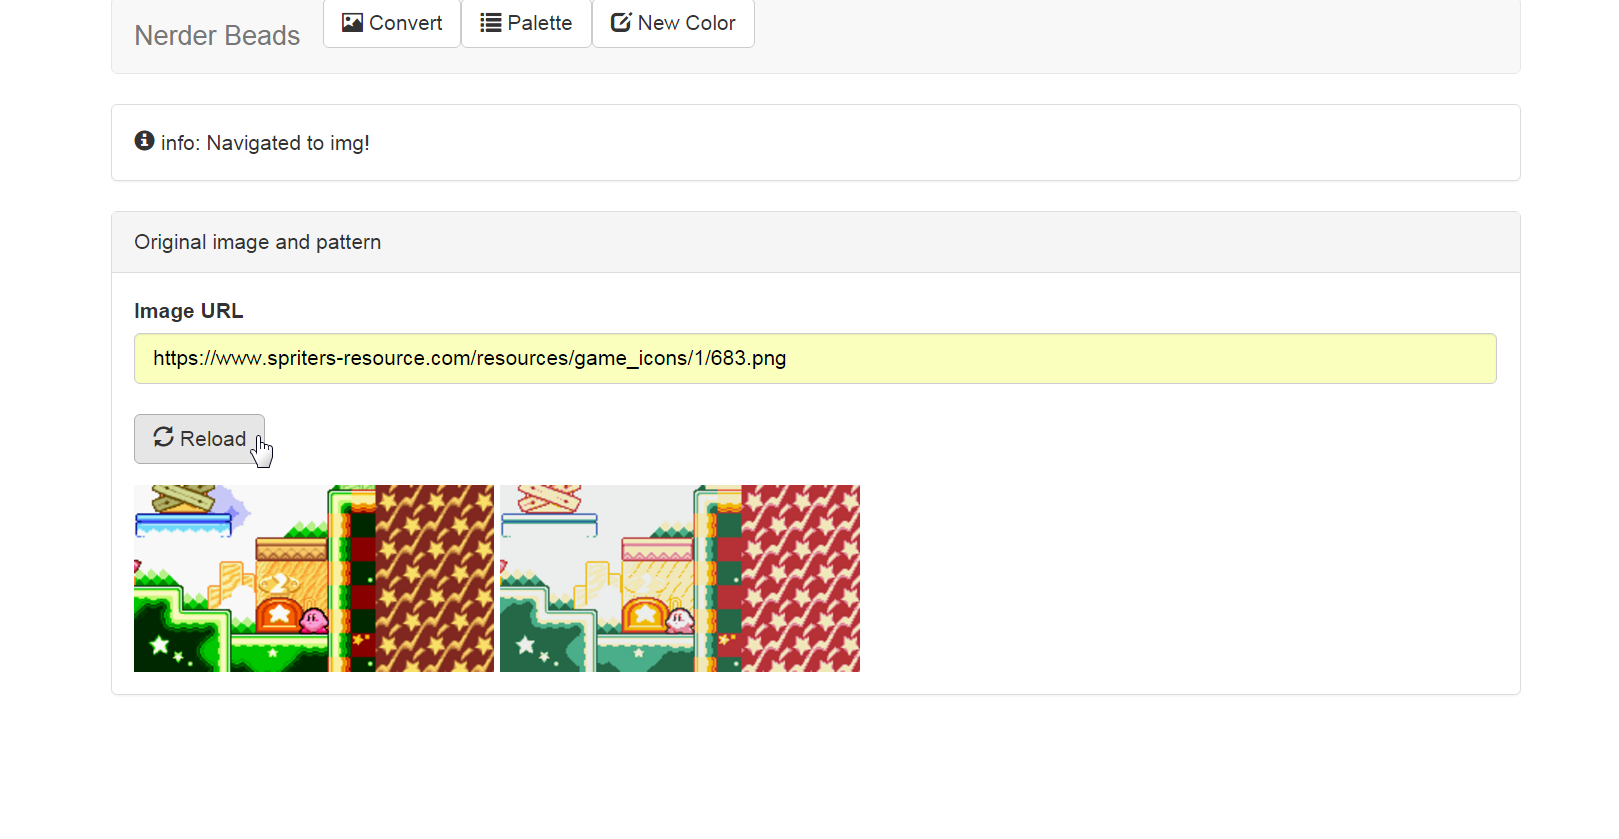 Nerder Beads
Convert
Palette
New Color
info: Navigated to img!
Original image and pattern
Image URL
https://www.spriters-resource.com/resources/game_icons/1/683.png
Reload